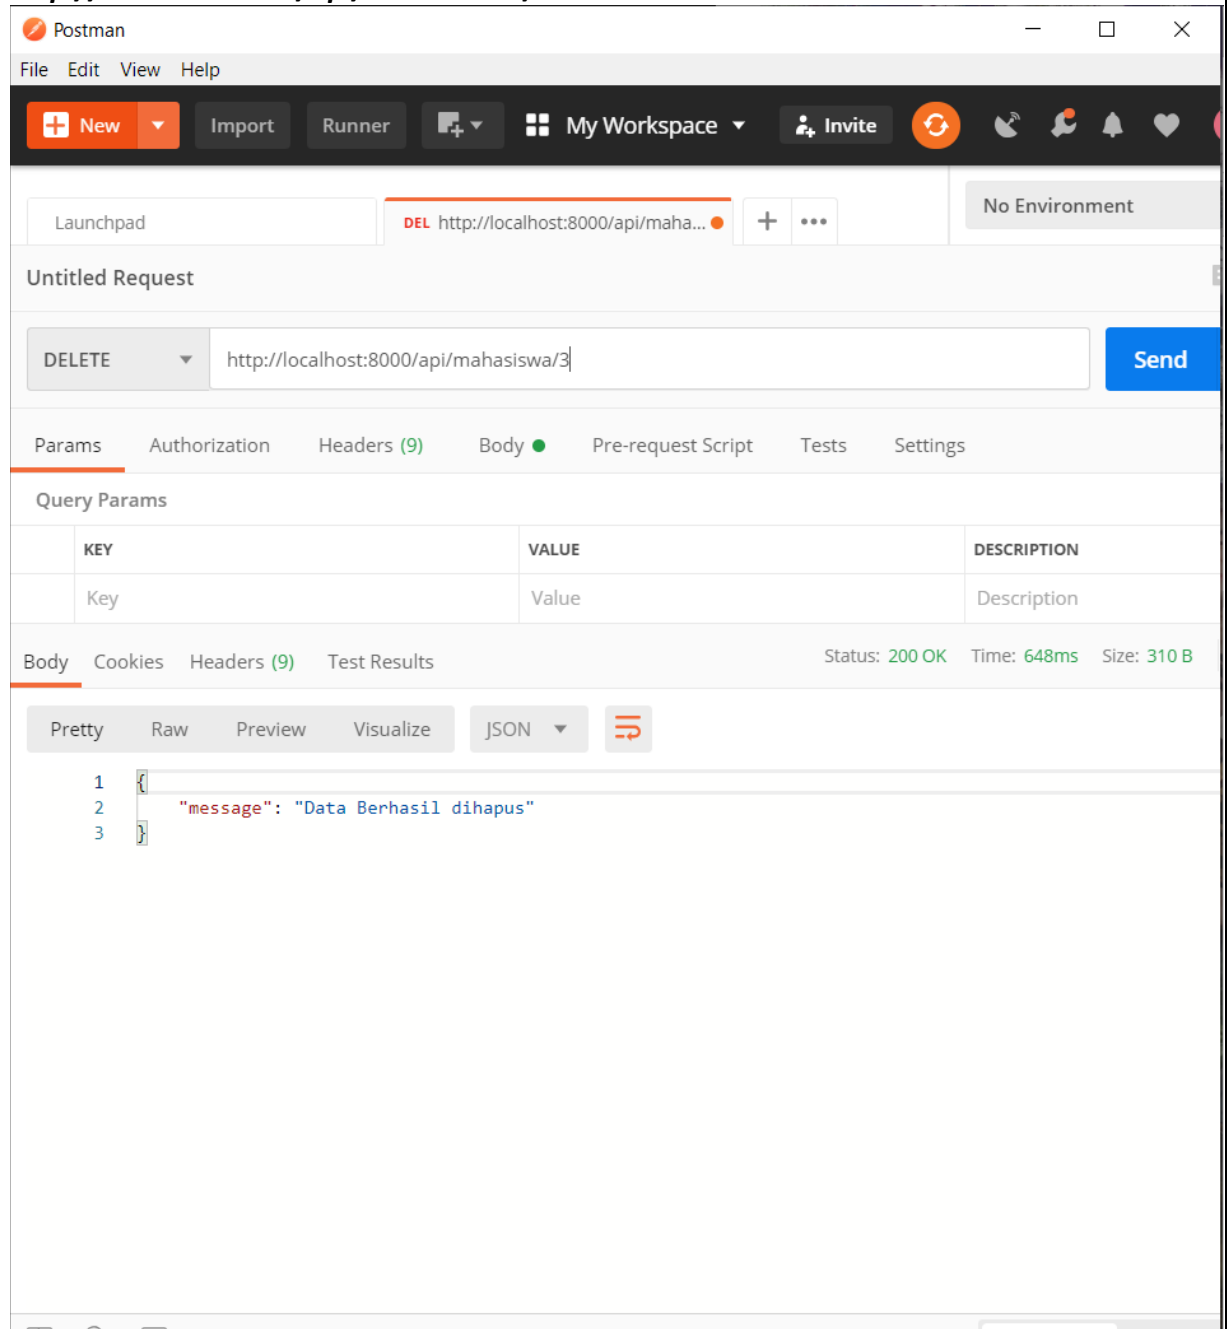 Postman
File Edit View Help
New Import Runner My Workspace Invite
No Environment
Launchpad DEL http://localhost:8000/api/maha...
Untitled Request
DELETE http://localhost:8000/api/mahasiswa/3 Send
Params Authorization Headers (9) Body Pre-request Script Tests Settings
Query Params
KEY VALUE DESCRIPTION
Key Value Description
Body Cookies Headers (9) Test Results Status: 200 OK Time: 648ms Size: 310 B
Pretty Raw Preview Visualize JSON
1 {
2 "message": "Data Berhasil dihapus"
3 }